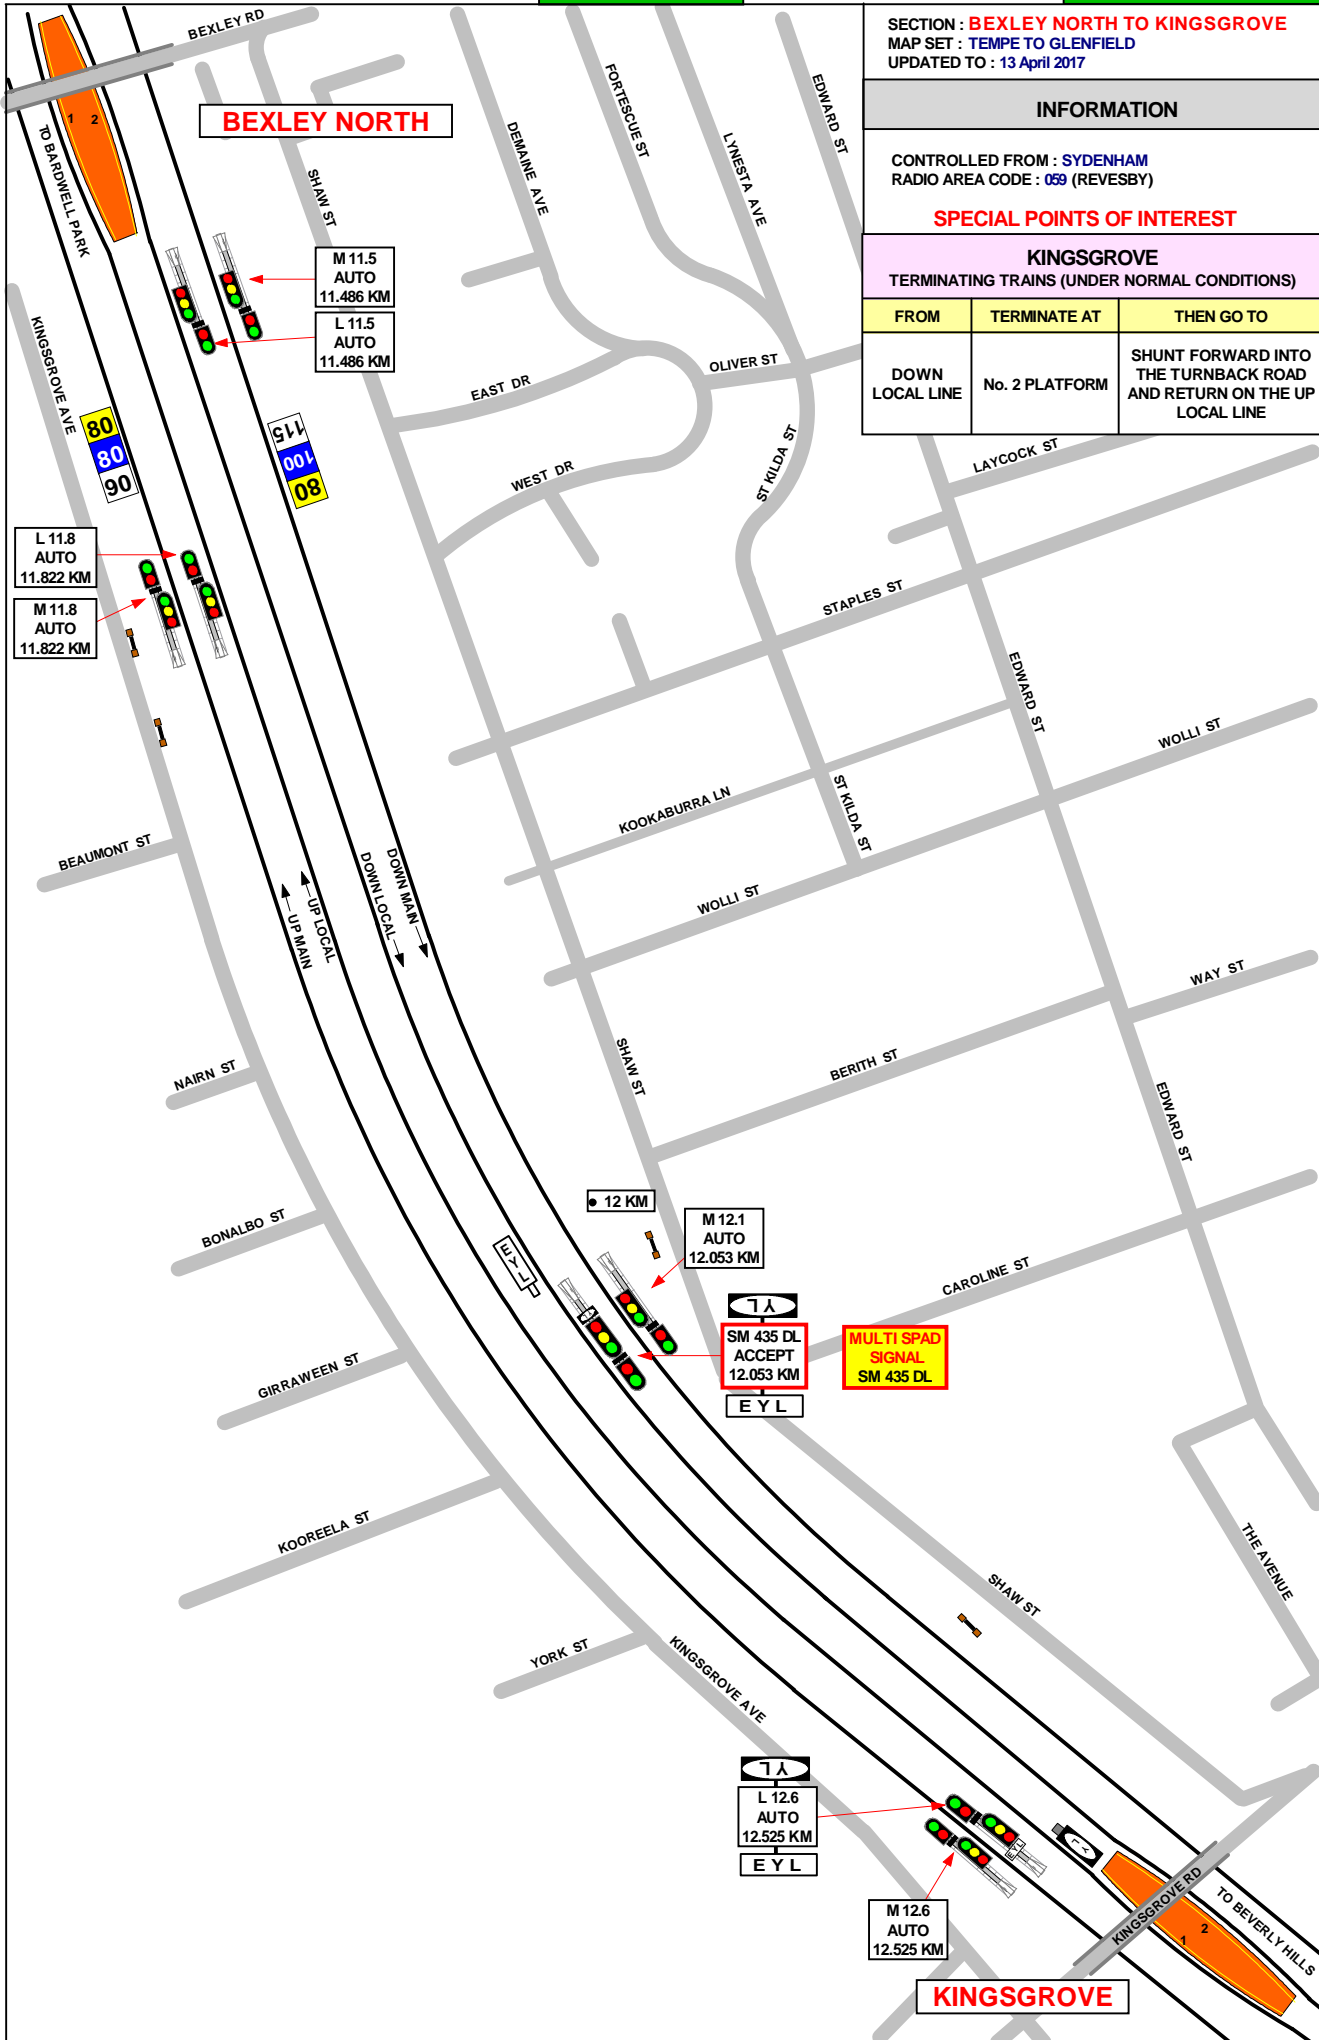 SECTION : BEXLEY NORTH TO KINGSGROVE
MAP SET : TEMPE TO GLENFIELD
UPDATED TO : 13 April 2017
INFORMATION
CONTROLLED FROM : SYDENHAM
RADIO AREA CODE : 059 (REVESBY)
SPECIAL POINTS OF INTEREST
KINGSGROVE
TERMINATING TRAINS (UNDER NORMAL CONDITIONS)
FROM
TERMINATE AT
THEN GO TO
DOWN
LOCAL LINE
No. 2 PLATFORM
SHUNT FORWARD INTO
THE TURNBACK ROAD
AND RETURN ON THE UP
LOCAL LINE
BEXLEY RD
1 2
TO BARDWELL PARK
BEXLEY NORTH
SHAW ST
DEMAINE AVE
FORTESCUE ST
LYNESTA AVE
EDWARD ST
M 11.5
AUTO
11.486 KM
L 11.5
AUTO
11.486 KM
KINGSGROVE AVE
EAST DR
OLIVER ST
WEST DR
ST KILDA ST
LAYCOCK ST
80
80
90
115
100
80
L 11.8
AUTO
11.822 KM
M 11.8
AUTO
11.822 KM
STAPLES ST
EDWARD ST
WOLLI ST
KOOKABURRA LN
ST KILDA ST
BEAUMONT ST
WOLLI ST
UP MAIN
UP LOCAL
DOWN LOCAL
DOWN MAIN
WAY ST
NAIRN ST
SHAW ST
BERITH ST
EDWARD ST
BONALBO ST
12 KM
EYL
M 12.1
AUTO
12.053 KM
CAROLINE ST
YL
SM 435 DL
ACCEPT
12.053 KM
EYL
MULTI SPAD
SIGNAL
SM 435 DL
GIRRAWEEN ST
KOOREELA ST
THE AVENUE
SHAW ST
YORK ST
KINGSGROVE AVE
YL
L 12.6
AUTO
12.525 KM
EYL
EYL
YL
M 12.6
AUTO
12.525 KM
KINGSGROVE RD
1 2
TO BEVERLY HILLS
KINGSGROVE